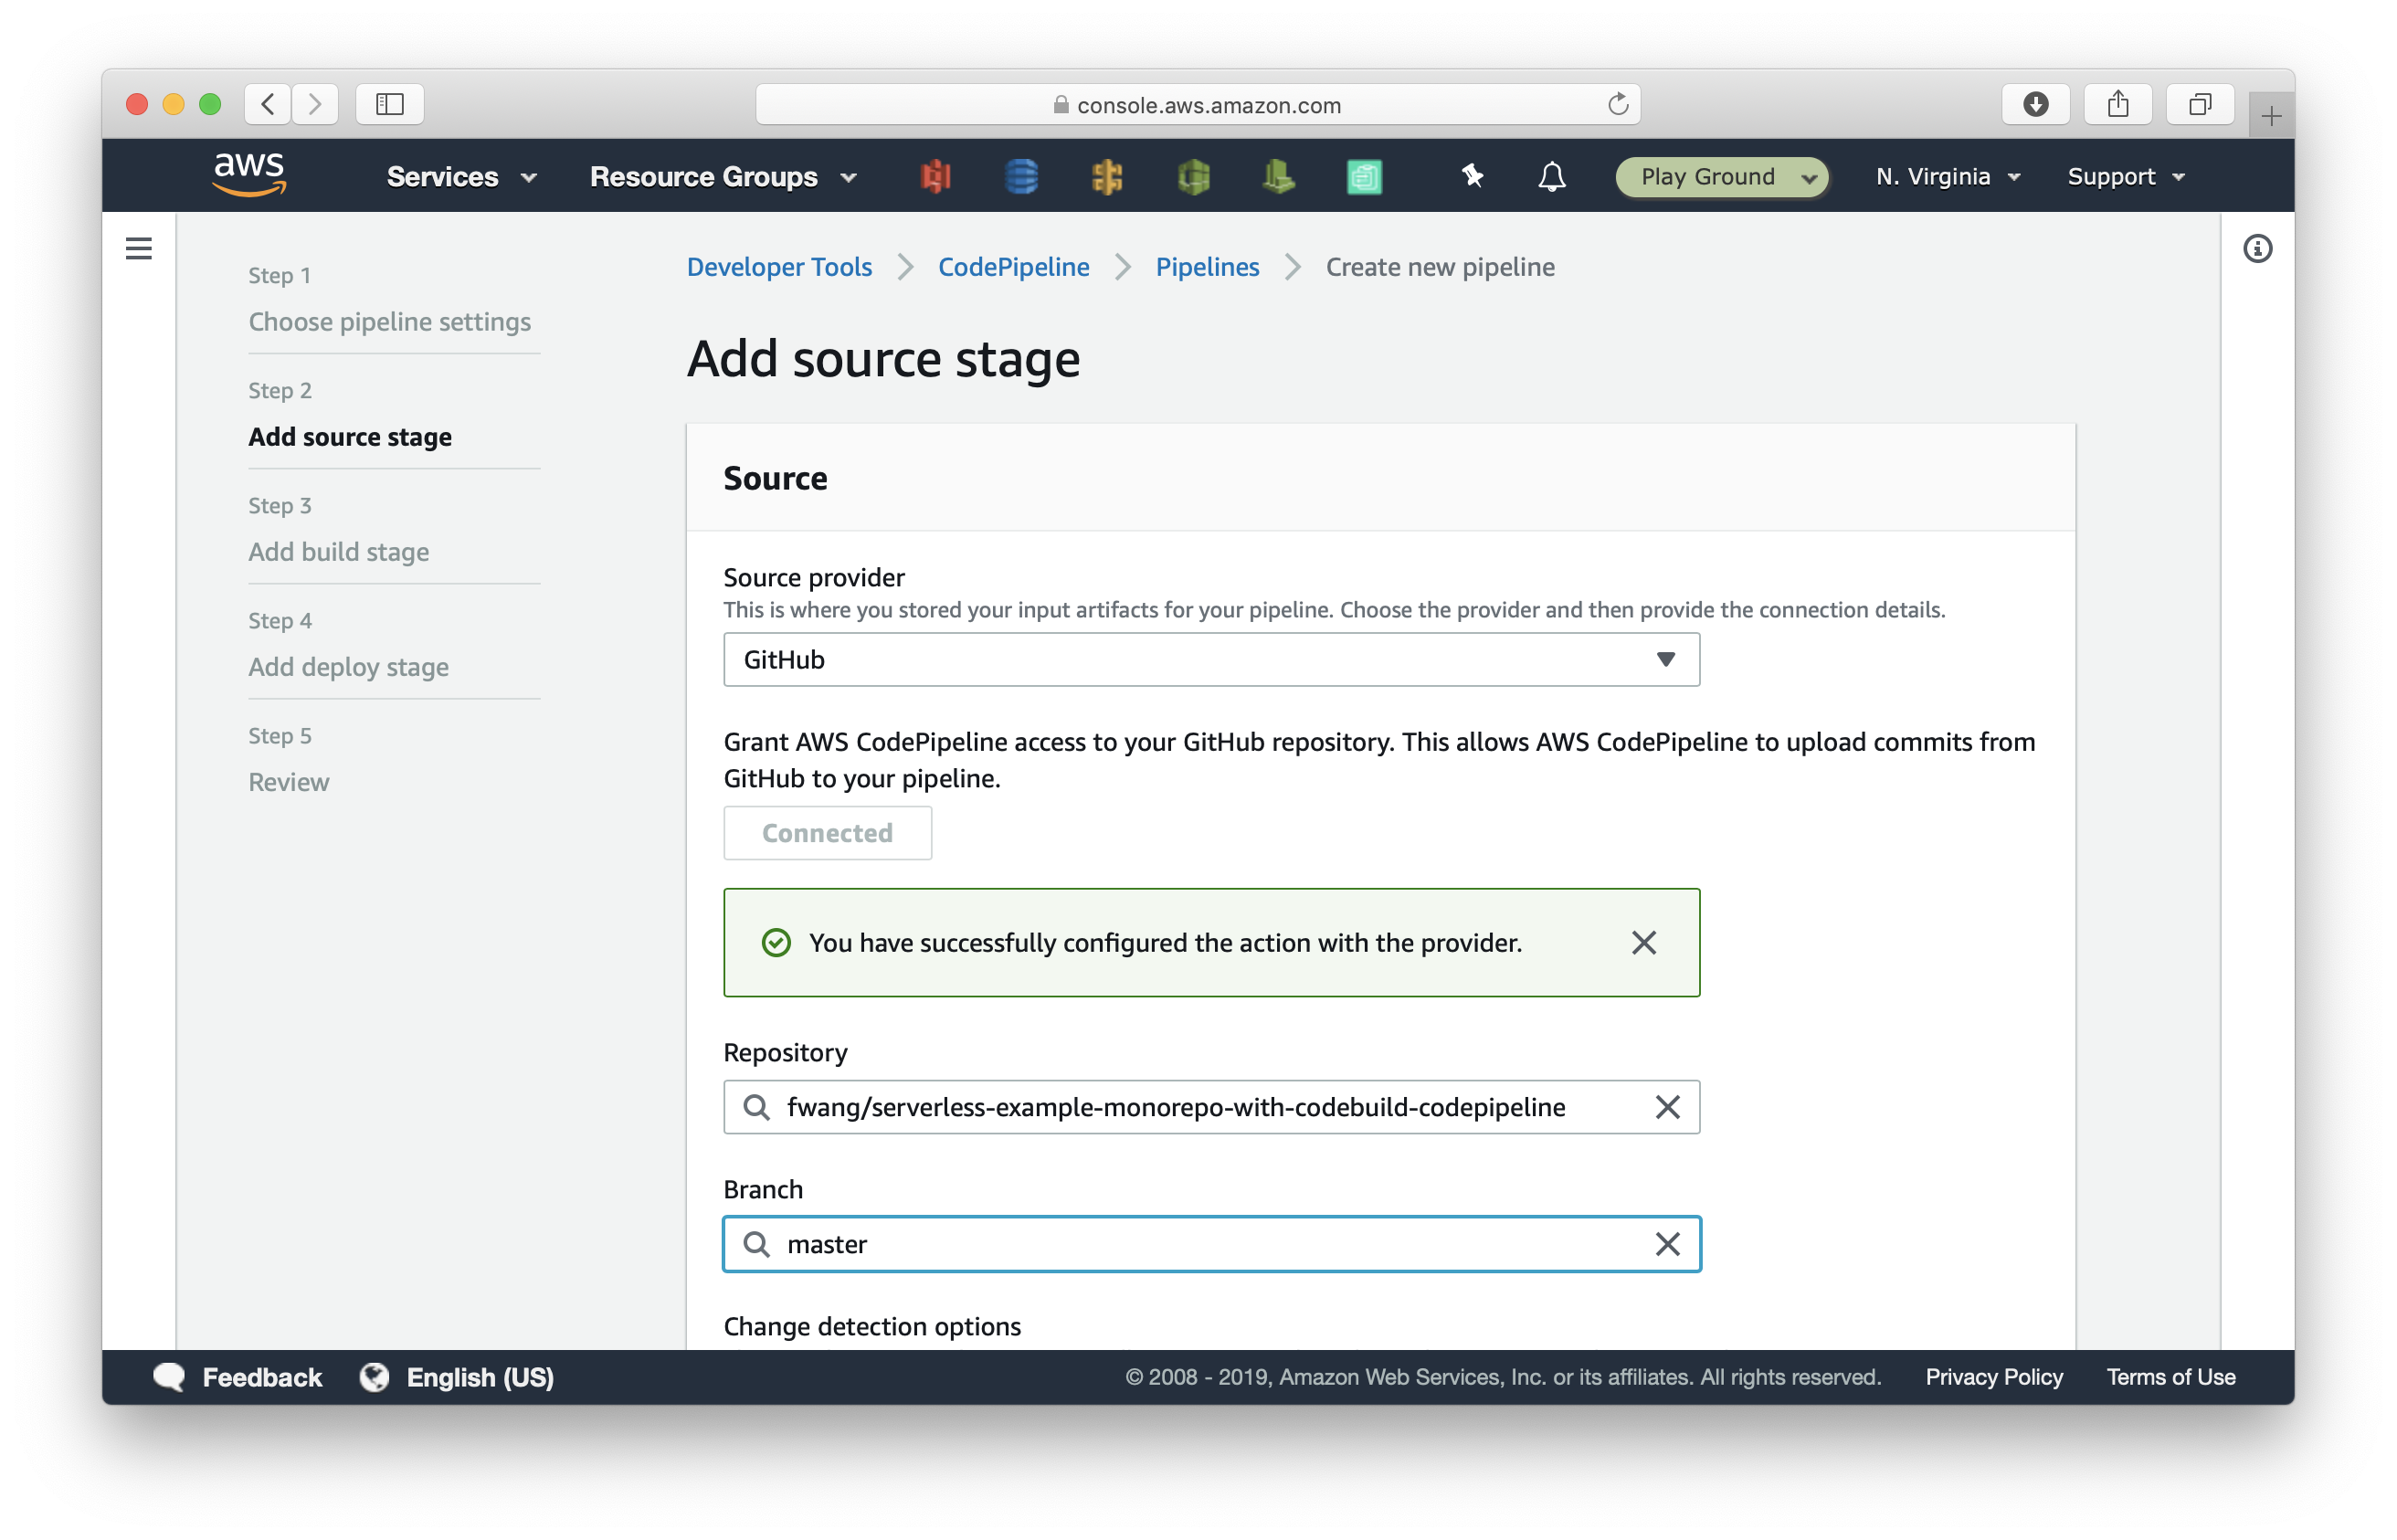 console.aws.amazon.com
aws
Services
Resource Groups
Play Ground
N. Virginia
Support
Step 1
Choose pipeline settings
Step 2
Add source stage
Step 3
Add build stage
Step 4
Add deploy stage
Step 5
Review
Developer Tools
CodePipeline
Pipelines
Create new pipeline
Add source stage
Source
Source provider
This is where you stored your input artifacts for your pipeline. Choose the provider and then provide the connection details.
GitHub
Grant AWS CodePipeline access to your GitHub repository. This allows AWS CodePipeline to upload commits from
GitHub to your pipeline.
Connected
You have successfully configured the action with the provider.
Repository
fwang/serverless-example-monorepo-with-codebuild-codepipeline
Branch
master
Change detection options
Feedback
English (US)
© 2008 - 2019, Amazon Web Services, Inc. or its affiliates. All rights reserved.
Privacy Policy
Terms of Use